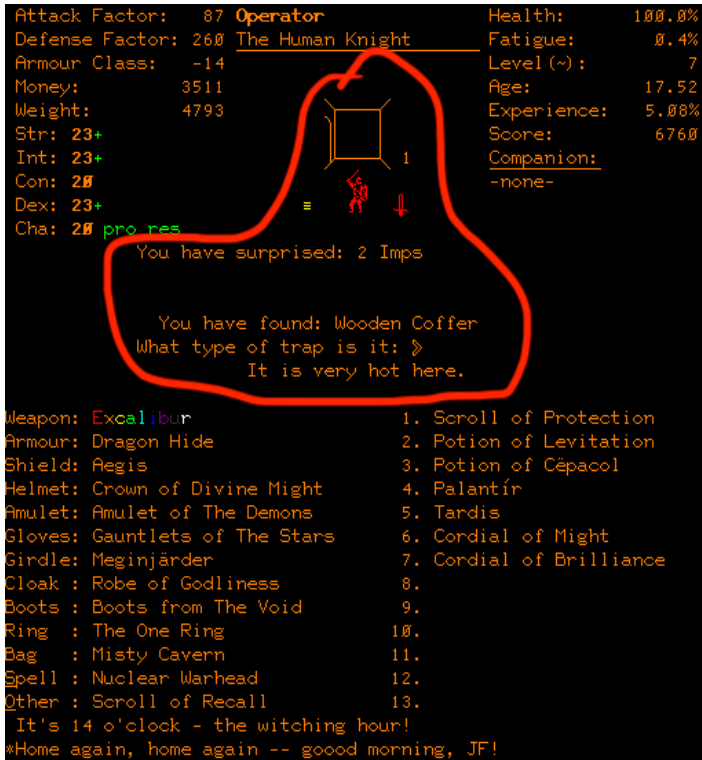 Attack Factor: 87 Operator Health: 100.0%
Defense Factor: 260 The Human Knight Fatigue: 0.4%
Armour Class: -14 Level(~): 7
Money: 3511 Age: 17.52
Weight: 4793 Experience: 5.08%
Str: 23+ Score: 6760
Int: 23+ 1 Companion:
Con: 20 -none-
Dex: 23+
Cha: 20 pro res
You have surprised: 2 Imps
You have found: Wooden Coffer
What type of trap is it: »
It is very hot here.
Weapon: Excalibur 1. Scroll of Protection
Armour: Dragon Hide 2. Potion of Levitation
Shield: Aegis 3. Potion of Cëpacol
Helmet: Crown of Divine Might 4. Palantír
Amulet: Amulet of The Demons 5. Tardis
Gloves: Gauntlets of The Stars 6. Cordial of Might
Girdle: Meginjärder 7. Cordial of Brilliance
Cloak : Robe of Godliness 8.
Boots : Boots from The Void 9.
Ring : The One Ring 10.
Bag : Misty Cavern 11.
Spell : Nuclear Warhead 12.
Other : Scroll of Recall 13.
It's 14 o'clock - the witching hour!
*Home again, home again -- goood morning, JF!